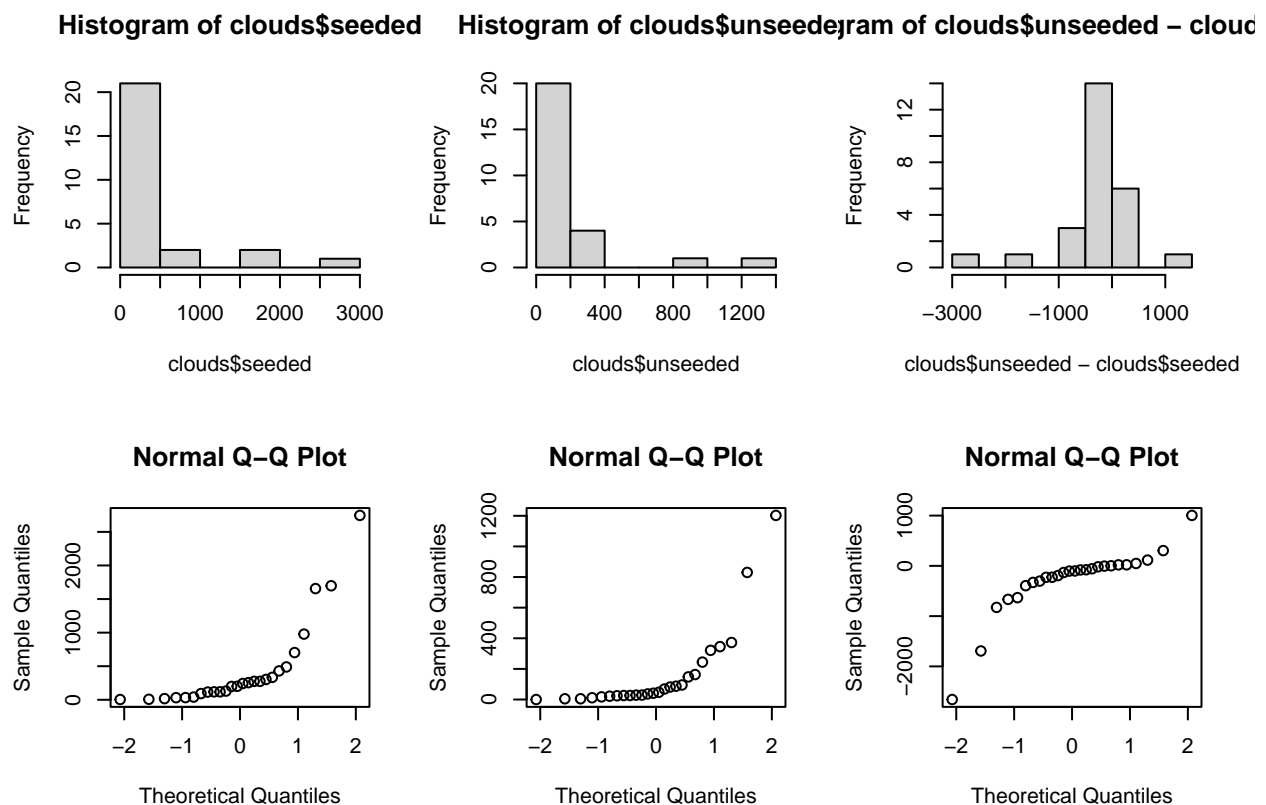 Histogram of clouds$seeded
Histogram of clouds$unseede
gram of clouds$unseeded − cloud
Frequency
0 5 10 15 20
0 1000 2000 3000
clouds$seeded
Frequency
0 5 10 15 20
0 400 800 1200
clouds$unseeded
Frequency
0 4 8 12
−3000 −1000 1000
clouds$unseeded − clouds$seeded
Normal Q−Q Plot
Normal Q−Q Plot
Normal Q−Q Plot
Sample Quantiles
0 1000 2000
−2 −1 0 1 2
Theoretical Quantiles
Sample Quantiles
0 400 800 1200
−2 −1 0 1 2
Theoretical Quantiles
Sample Quantiles
−2000 0 1000
−2 −1 0 1 2
Theoretical Quantiles